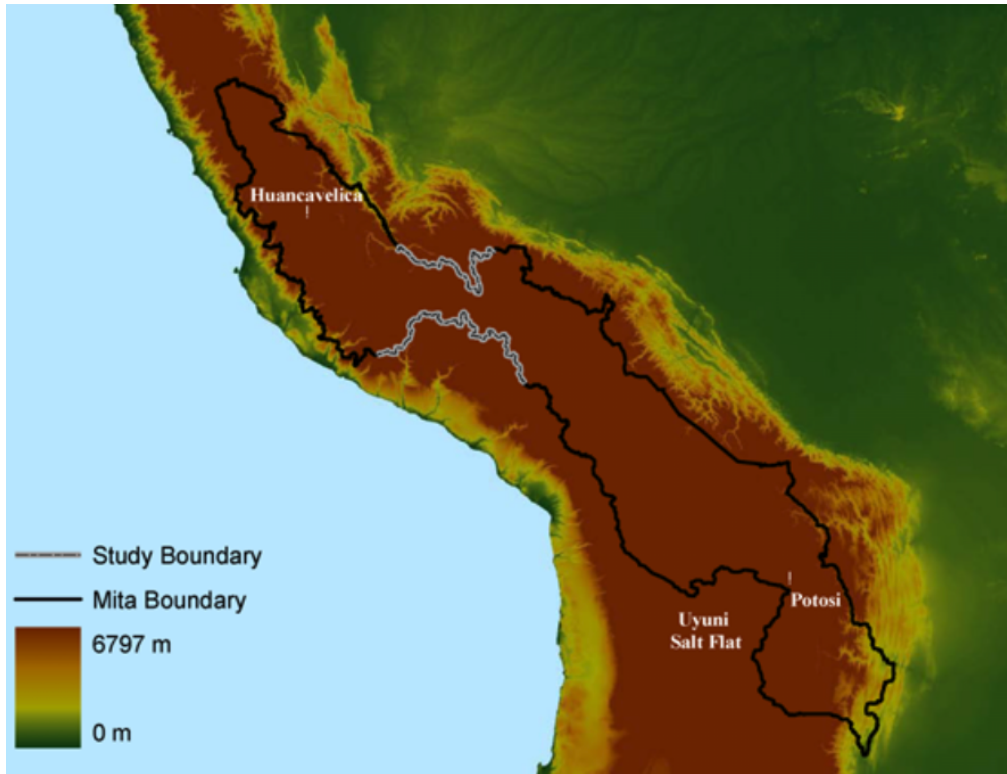 Huancavelica
Study Boundary
Mita Boundary
6797 m
0 m
Potosi
Uyuni
Salt Flat